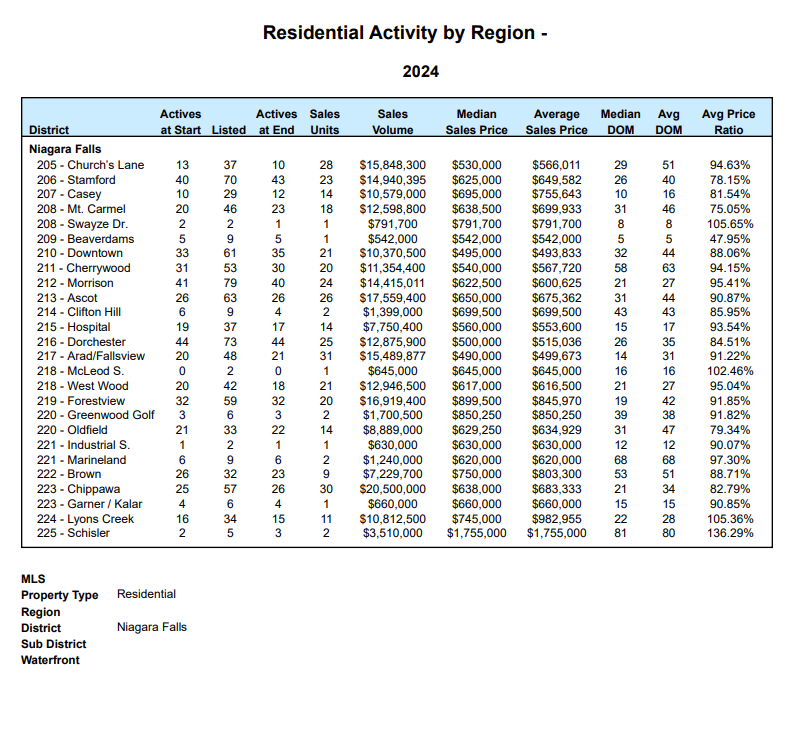 Residential Activity by Region -
2024
Actives Actives Sales Sales Median Average Median Avg Avg Price
District at Start Listed at End Units Volume Sales Price Sales Price DOM DOM Ratio
Niagara Falls
205 - Church's Lane 13 37 10 28 $15,848,300 $530,000 $566,011 29 51 94.63%
206 - Stamford 40 70 43 23 $14,940,395 $625,000 $649,582 26 40 78.15%
207 - Casey 10 29 12 14 $10,579,000 $695,000 $755,643 10 16 81.54%
208 - Mt. Carmel 20 46 23 18 $12,598,800 $638,500 $699,933 31 46 75.05%
208 - Swayze Dr. 2 2 1 1 $791,700 $791,700 $791,700 8 8 105.65%
209 - Beaverdams 5 9 5 1 $542,000 $542,000 $542,000 5 5 47.95%
210 - Downtown 33 61 35 21 $10,370,500 $495,000 $493,833 32 44 88.06%
211 - Cherrywood 31 53 30 20 $11,354,400 $540,000 $567,720 58 63 94.15%
212 - Morrison 41 79 40 24 $14,415,011 $622,500 $600,625 21 27 95.41%
213 - Ascot 26 63 26 26 $17,559,400 $650,000 $675,362 31 44 90.87%
214 - Clifton Hill 6 9 4 2 $1,399,000 $699,500 $699,500 43 43 85.95%
215 - Hospital 19 37 17 14 $7,750,400 $560,000 $553,600 15 17 93.54%
216 - Dorchester 44 73 44 25 $12,875,900 $500,000 $515,036 26 35 84.51%
217 - Arad/Fallsview 20 48 21 31 $15,489,877 $490,000 $499,673 14 31 91.22%
218 - McLeod S. 0 2 0 1 $645,000 $645,000 $645,000 16 16 102.46%
218 - West Wood 20 42 18 21 $12,946,500 $617,000 $616,500 21 27 95.04%
219 - Forestview 32 59 32 20 $16,919,400 $899,500 $845,970 19 42 91.85%
220 - Greenwood Golf 3 6 3 2 $1,700,500 $850,250 $850,250 39 38 91.82%
220 - Oldfield 21 33 22 14 $8,889,000 $629,250 $634,929 31 47 79.34%
221 - Industrial S. 1 2 1 1 $630,000 $630,000 $630,000 12 12 90.07%
221 - Marineland 6 9 6 2 $1,240,000 $620,000 $620,000 68 68 97.30%
222 - Brown 26 32 23 9 $7,229,700 $750,000 $803,300 53 51 88.71%
223 - Chippawa 25 57 26 30 $20,500,000 $638,000 $683,333 21 34 82.79%
223 - Garner / Kalar 4 6 4 1 $660,000 $660,000 $660,000 15 15 90.85%
224 - Lyons Creek 16 34 15 11 $10,812,500 $745,000 $982,955 22 28 105.36%
225 - Schisler 2 5 3 2 $3,510,000 $1,755,000 $1,755,000 81 80 136.29%
MLS
Property Type Residential
Region
District Niagara Falls
Sub District
Waterfront